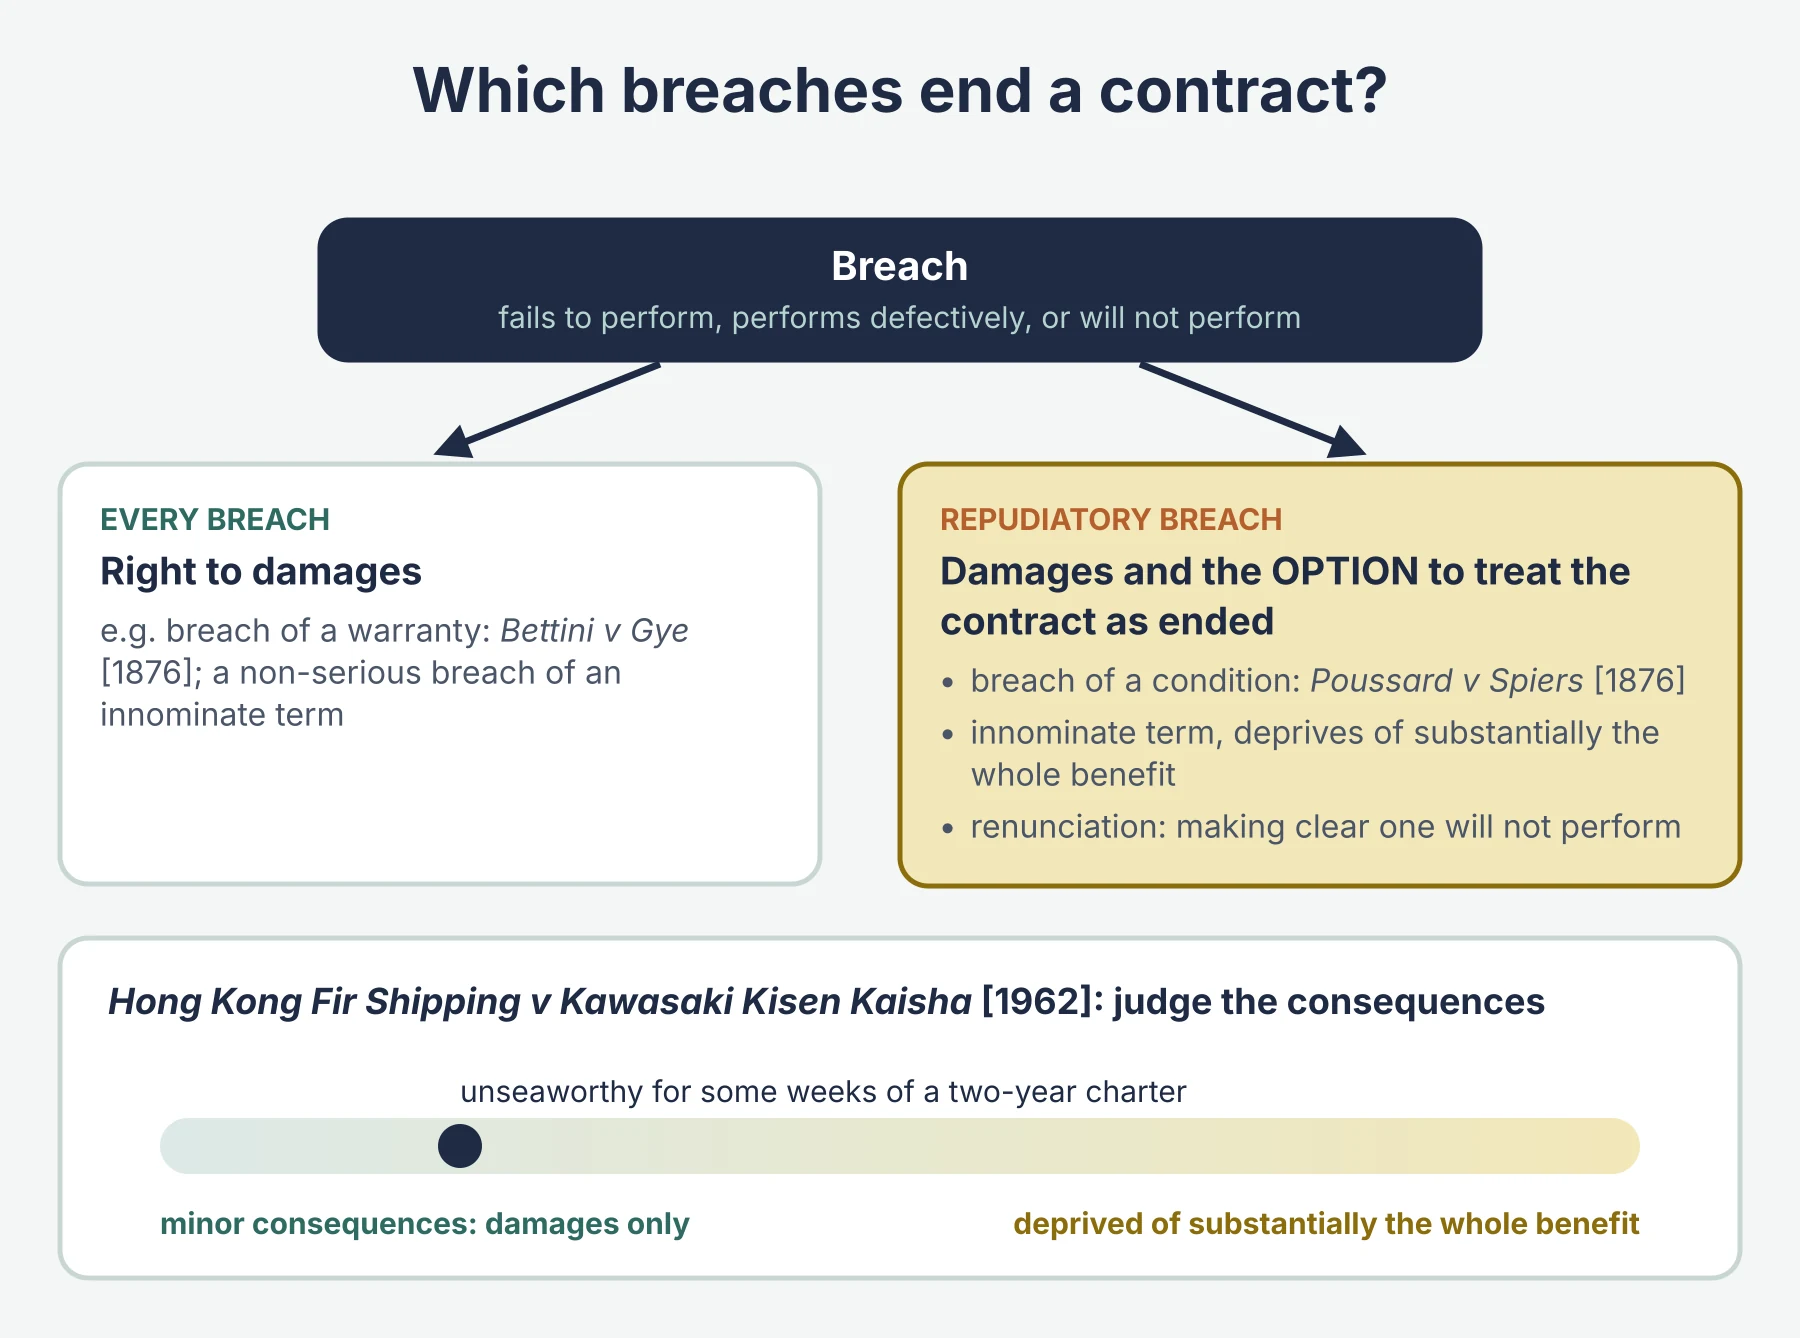 Which breaches end a contract?
Breach
fails to perform, performs defectively, or will not perform
EVERY BREACH
Right to damages
e.g. breach of a warranty: Bettini v Gye
[1876]; a non-serious breach of an
innominate term
REPUDIATORY BREACH
Damages and the OPTION to treat the
contract as ended
• breach of a condition: Poussard v Spiers [1876]
• innominate term, deprives of substantially the
whole benefit
• renunciation: making clear one will not perform
Hong Kong Fir Shipping v Kawasaki Kisen Kaisha [1962]: judge the consequences
unseaworthy for some weeks of a two-year charter
minor consequences: damages only
deprived of substantially the whole benefit